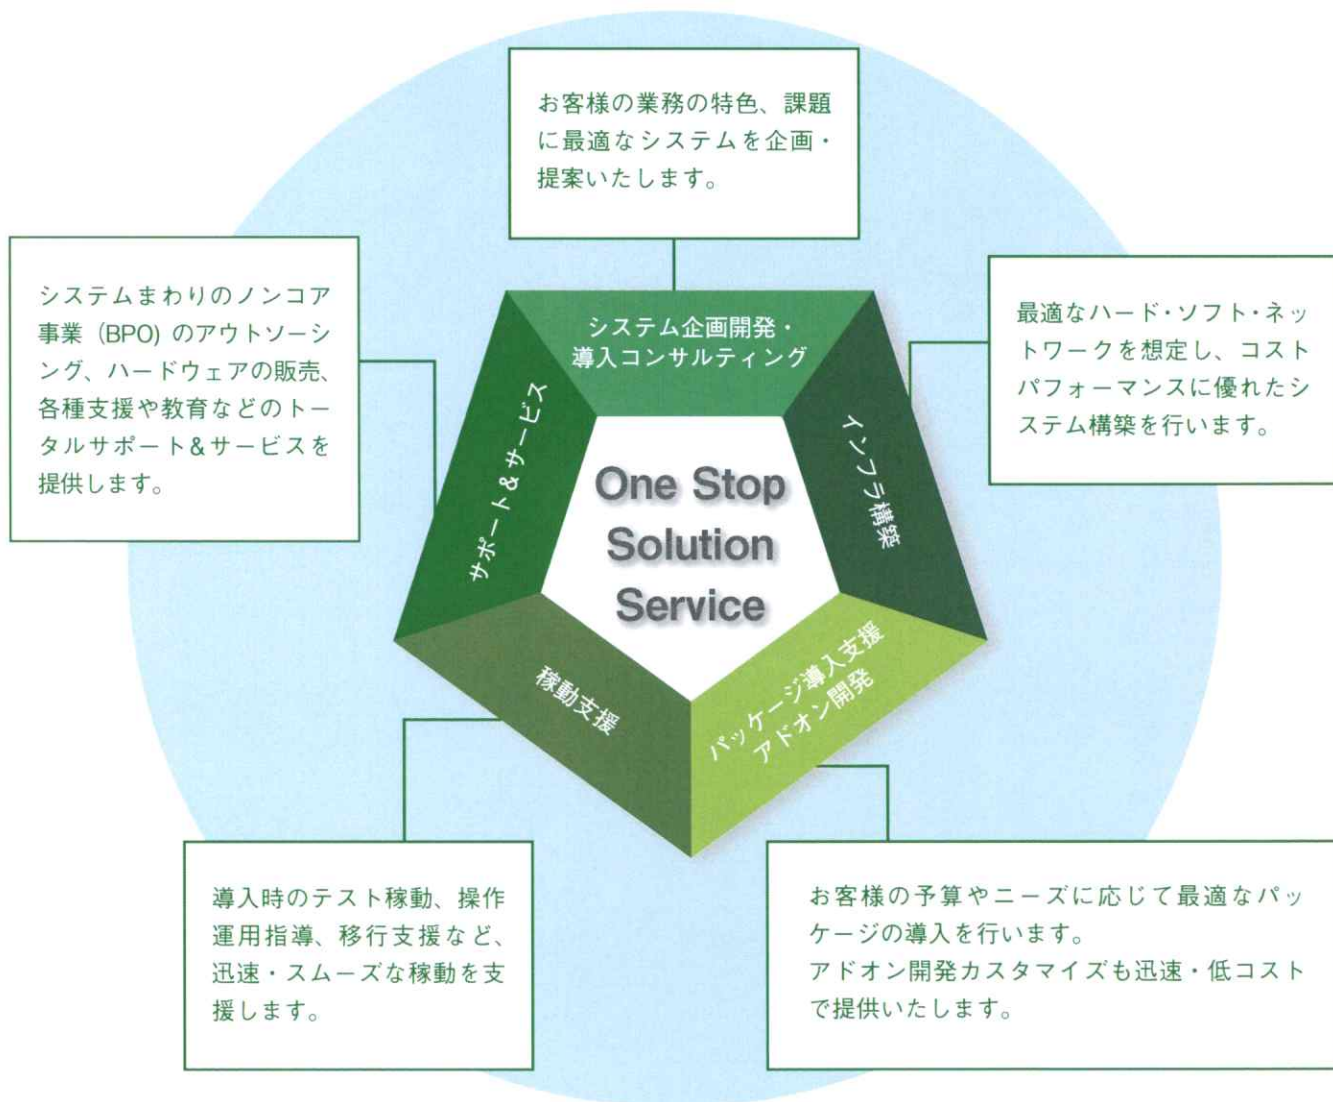 お客様の業務の特色、課題
に最適なシステムを企画・
提案いたします。
システム企画開発・
導入コンサルティング
最適なハード・ソフト・ネッ
トワークを想定し、コスト
パフォーマンスに優れたシ
ステム構築を行います。
インフラ構築
お客様の予算やニーズに応じて最適なパッ
ケージの導入を行います。
アドオン開発カスタマイズも迅速・低コスト
で提供いたします。
パッケージ導入支援
アドオン開発
導入時のテスト稼動、操作
運用指導、移行支援など、
迅速・スムーズな稼動を支
援します。
稼動支援
システムまわりのノンコア
事業（BPO）のアウトソーシ
ング、ハードウェアの販売、
各種支援や教育などのトー
タルサポート&サービスを
提供します。
サポート&サービス
One Stop
Solution
Service